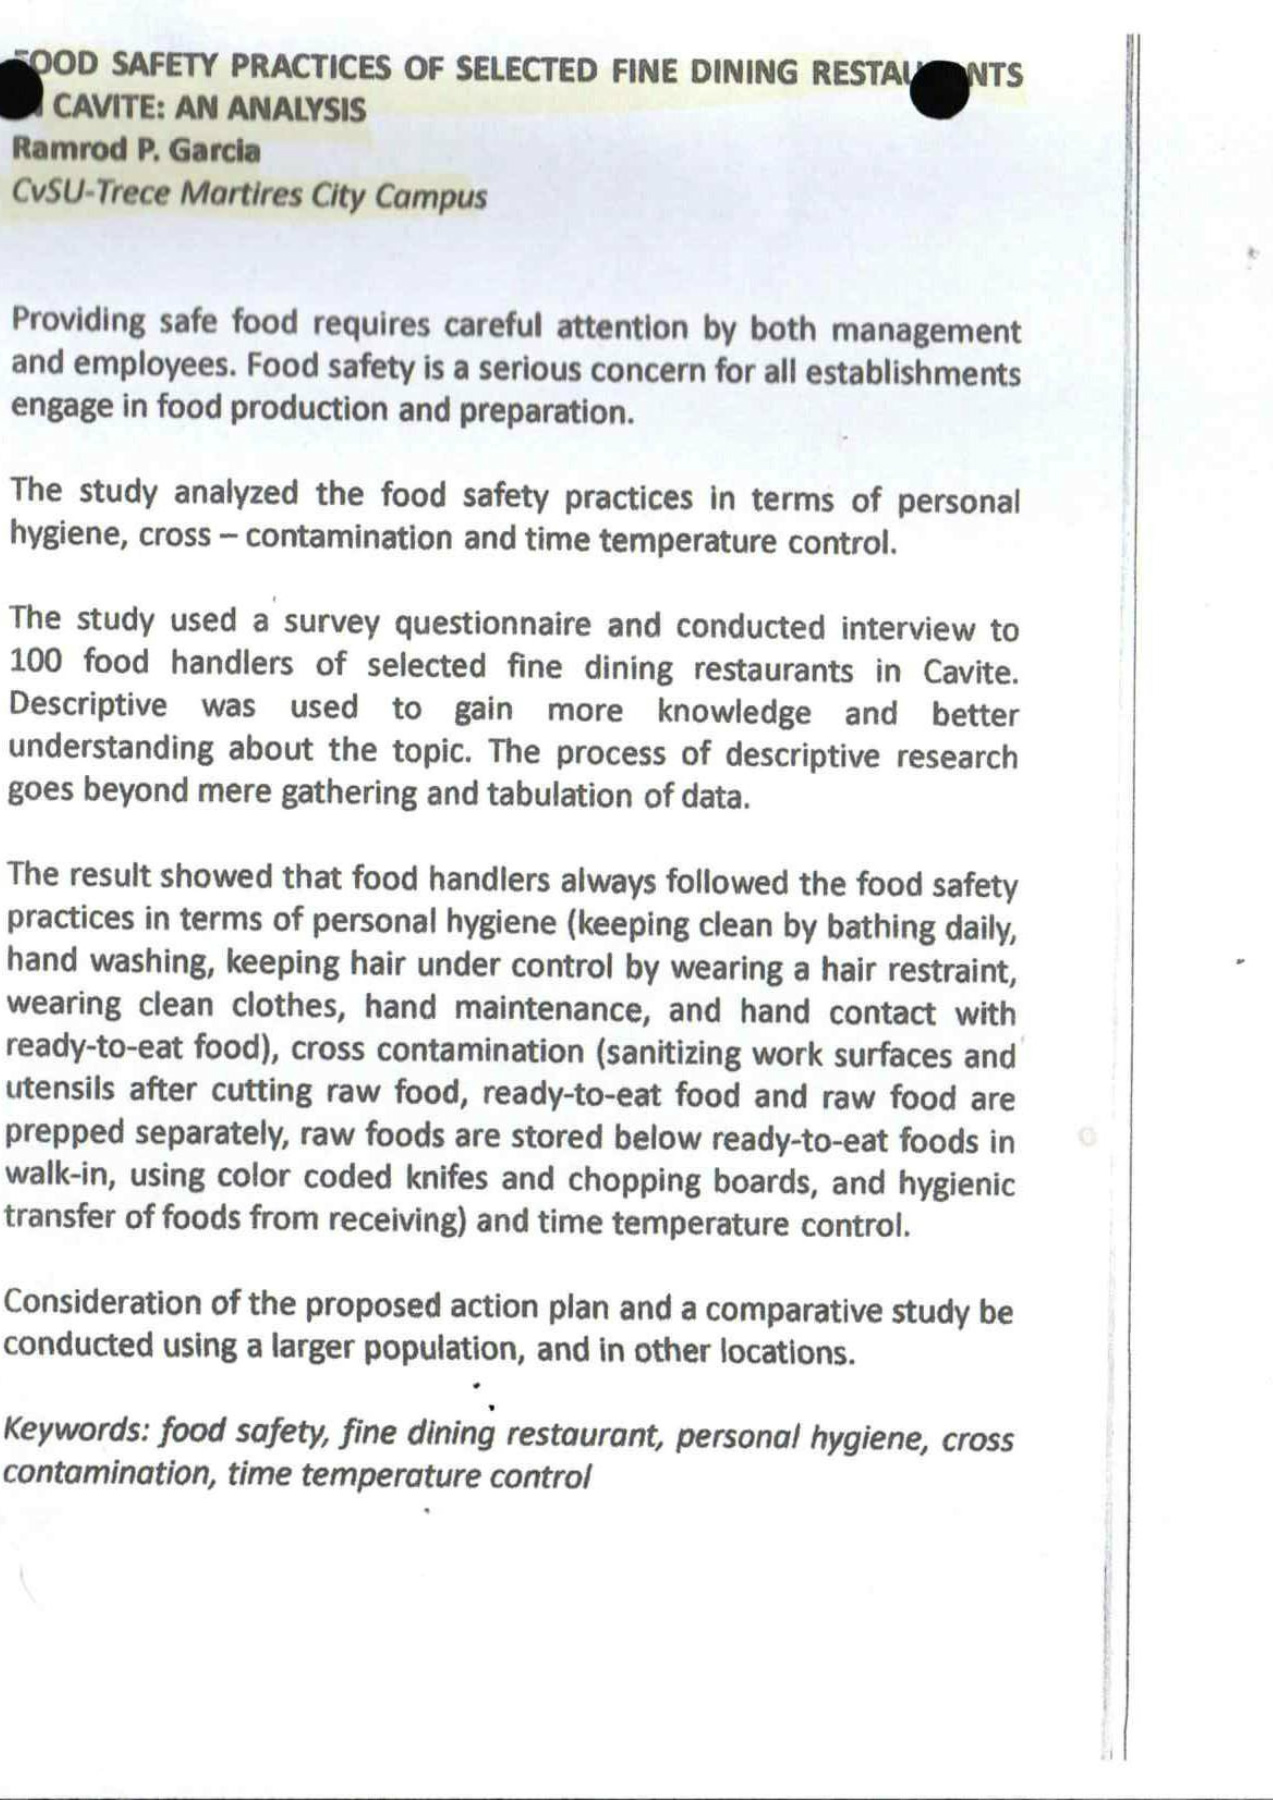 FOOD SAFETY PRACTICES OF SELECTED FINE DINING RESTAU NTS
CAVITE: AN ANALYSIS
Ramrod P. Garcia
CvSU-Trece Martires City Campus
Providing safe food requires careful attention by both management
and employees. Food safety is a serious concern for all establishments
engage in food production and preparation.
The study analyzed the food safety practices in terms of personal
hygiene, cross – contamination and time temperature control.
The study used a survey questionnaire and conducted interview to
100 food handlers of selected fine dining restaurants in Cavite.
Descriptive was used to gain more knowledge and better
understanding about the topic. The process of descriptive research
goes beyond mere gathering and tabulation of data.
The result showed that food handlers always followed the food safety
practices in terms of personal hygiene (keeping clean by bathing daily,
hand washing, keeping hair under control by wearing a hair restraint,
wearing clean clothes, hand maintenance, and hand contact with
ready-to-eat food), cross contamination (sanitizing work surfaces and
utensils after cutting raw food, ready-to-eat food and raw food are
prepped separately, raw foods are stored below ready-to-eat foods in
walk-in, using color coded knifes and chopping boards, and hygienic
transfer of foods from receiving) and time temperature control.
Consideration of the proposed action plan and a comparative study be
conducted using a larger population, and in other locations.
Keywords: food safety, fine dining restaurant, personal hygiene, cross
contamination, time temperature control